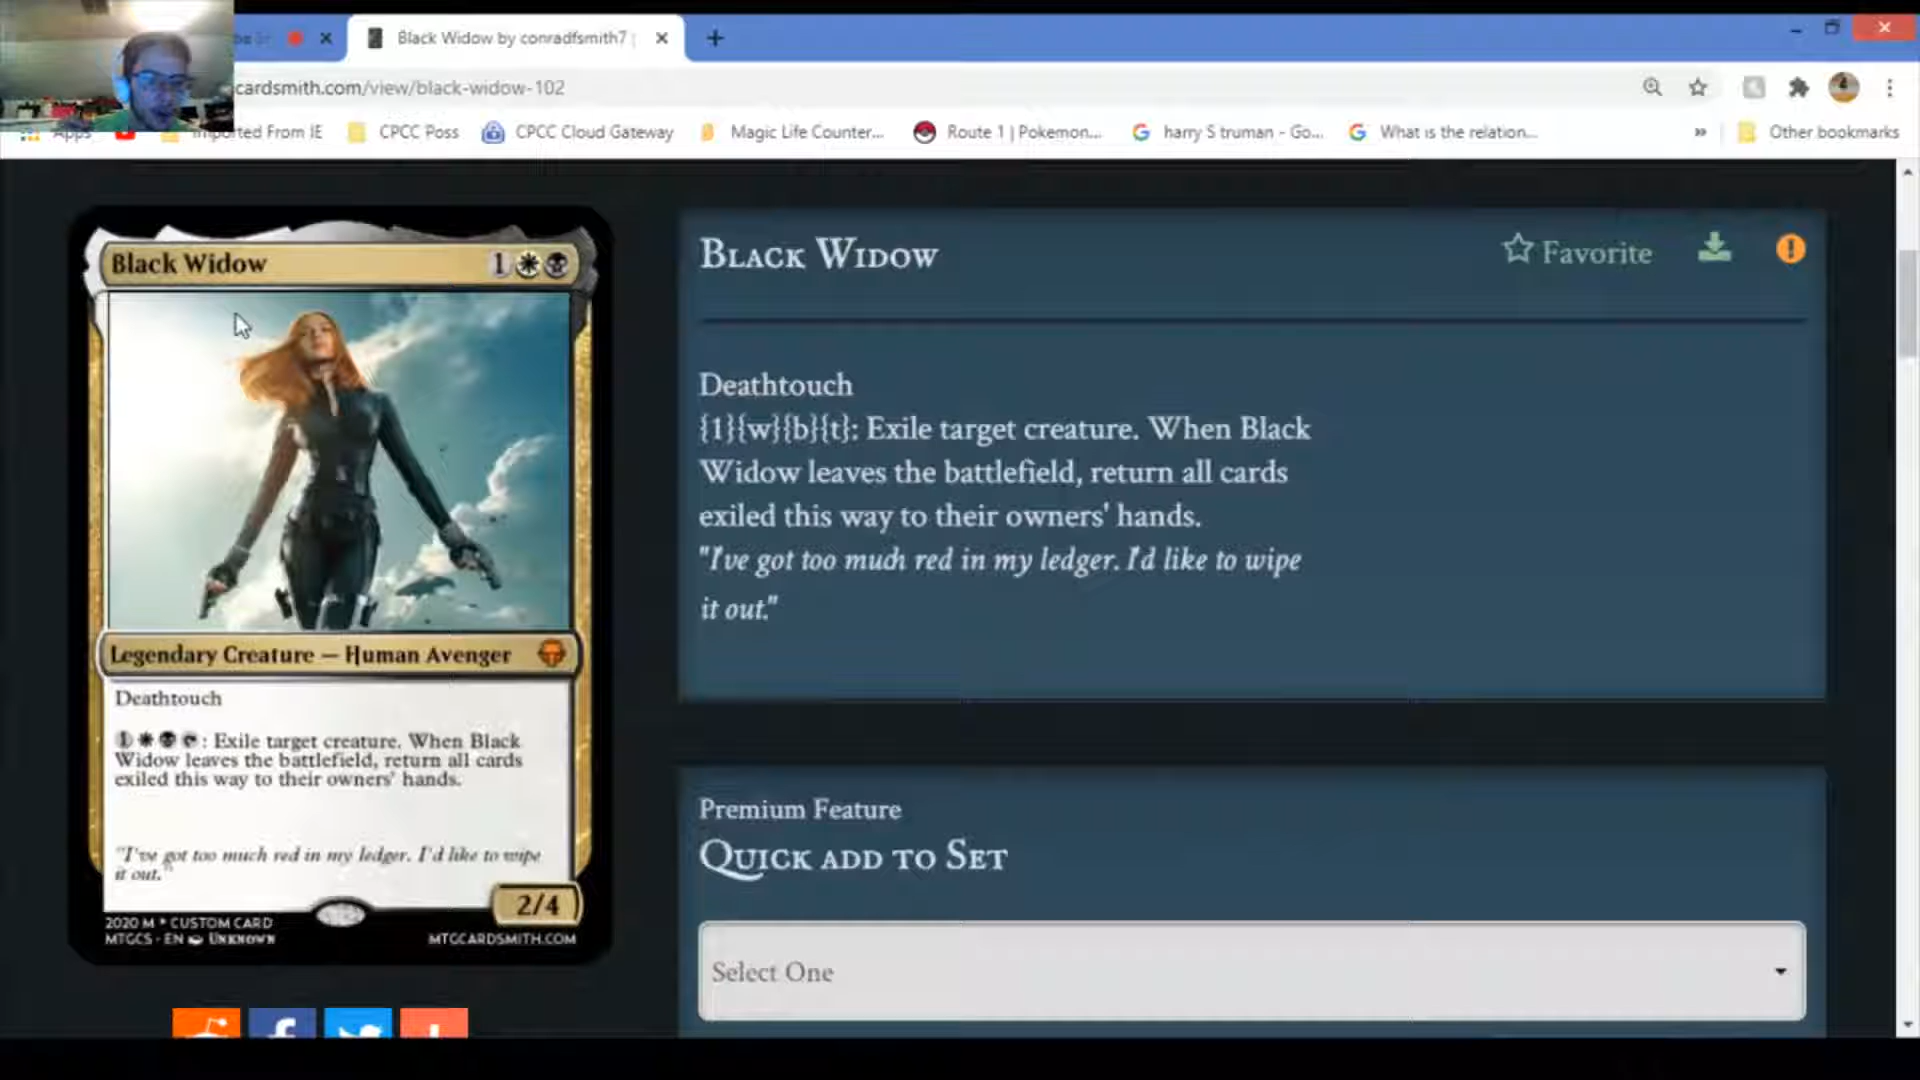 Black Widow by conradfsmith7
cardsmith.com/view/black-widow-102
Apps
Imported From IE
CPCC Poss
CPCC Cloud Gateway
Magic Life Counter...
Route 1 | Pokemon...
harry S truman - Go...
What is the relation...
»
Other bookmarks
Black Widow 1
Legendary Creature — Human Avenger
Deathtouch
1 : Exile target creature. When Black
Widow leaves the battlefield, return all cards
exiled this way to their owners' hands.
"I've got too much red in my ledger. I'd like to wipe
it out."
2/4
2020 M * CUSTOM CARD
MTGCS · EN UNKNOWN
MTGCARDSMITH.COM
BLACK WIDOW
Favorite
Deathtouch
{1}{w}{b}{t}: Exile target creature. When Black
Widow leaves the battlefield, return all cards
exiled this way to their owners' hands.
"I've got too much red in my ledger. I'd like to wipe
it out."
Premium Feature
QUICK ADD TO SET
Select One